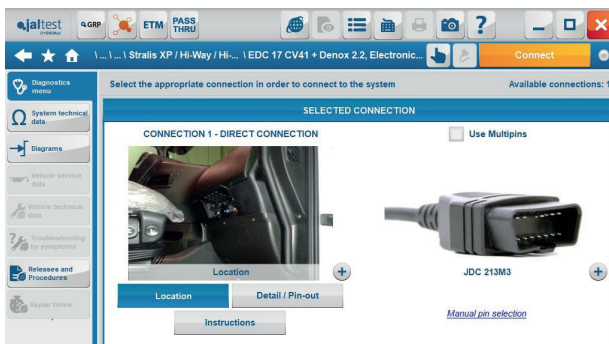 jaltest
GRP
ETM
PASS
THRU
?
\ ... \ ... \ Stralis XP / Hi-Way / Hi-... \ EDC 17 CV41 + Denox 2.2, Electronic...
Connect
Diagnostics
menu
Select the appropriate connection in order to connect to the system
Available connections: 1
System technical
data
SELECTED CONNECTION
CONNECTION 1 - DIRECT CONNECTION
Use Multipins
Diagrams
Vehicle service
data
Vehicle technical
data
Troubleshooting
by symptoms
Releases and
Procedures
Repair times
Location
JDC 213M3
Location
Detail / Pin-out
Instructions
Manual pin selection